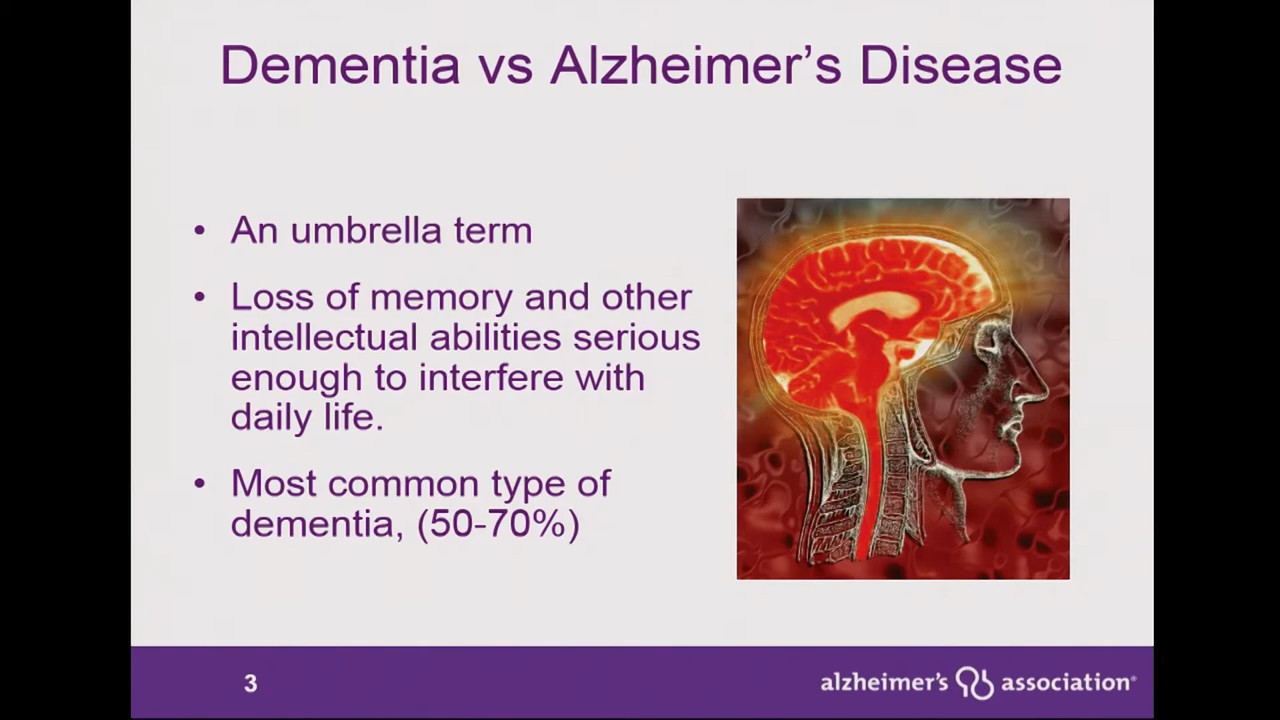 Dementia vs Alzheimer's Disease
• An umbrella term
• Loss of memory and other
intellectual abilities serious
enough to interfere with
daily life.
• Most common type of
dementia, (50-70%)
3
alzheimer's association®